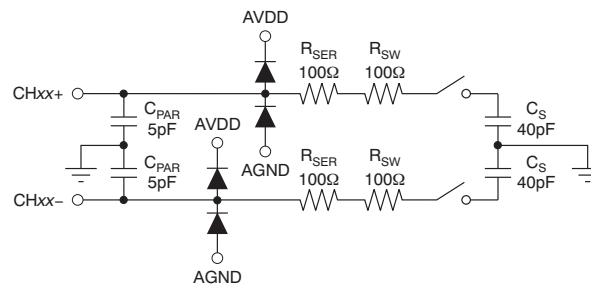 AVDD
R_SER
100Ω
R_SW
100Ω
CHxx+
C_PAR
5pF
AVDD
C_S
40pF
C_PAR
5pF
AGND
R_SER
100Ω
R_SW
100Ω
C_S
40pF
CHxx−
AGND